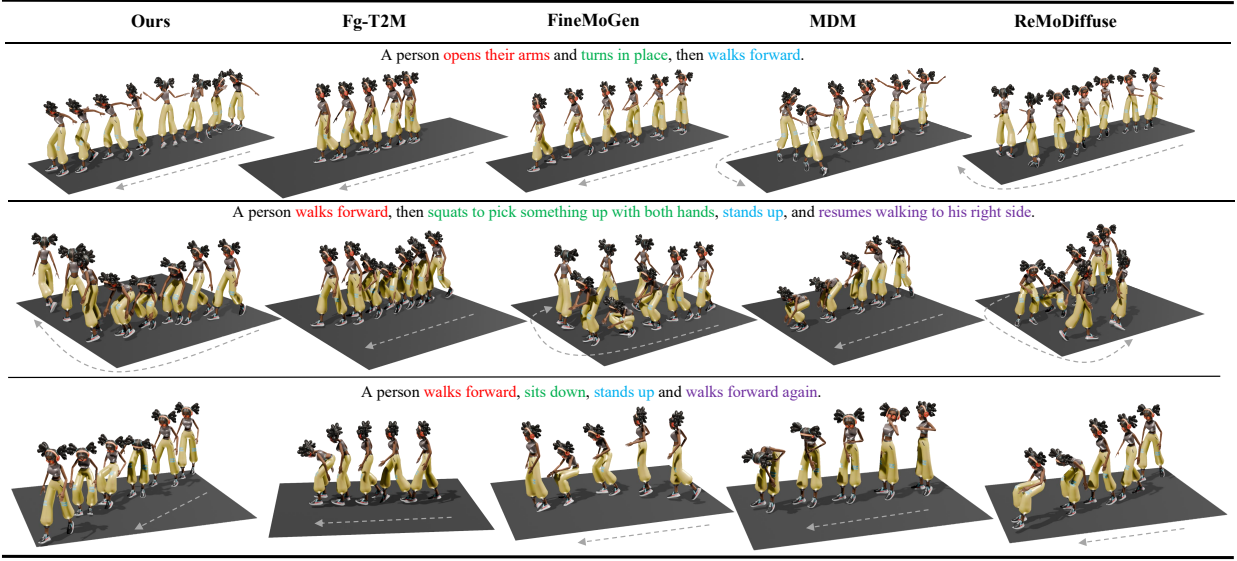 Ours Fg-T2M FineMoGen MDM ReMoDiffuse
A person opens their arms and turns in place, then walks forward.
A person walks forward, then squats to pick something up with both hands, stands up, and resumes walking to his right side.
A person walks forward, sits down, stands up and walks forward again.